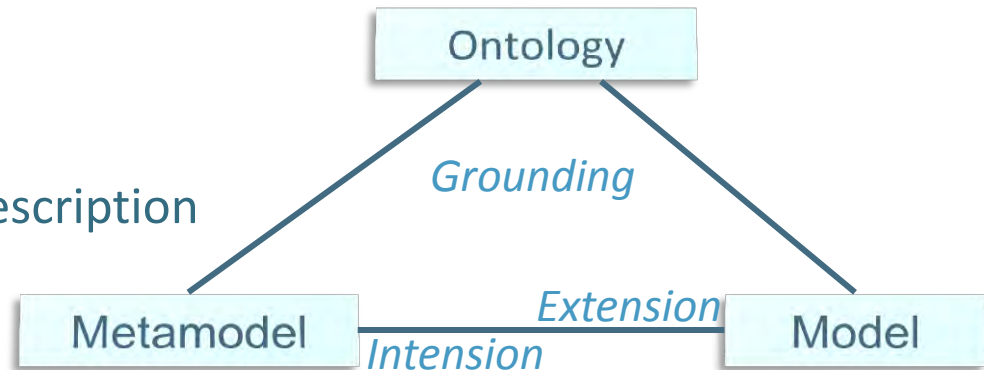 Ontology
Grounding
escription
Metamodel
Extension
Intension
Model